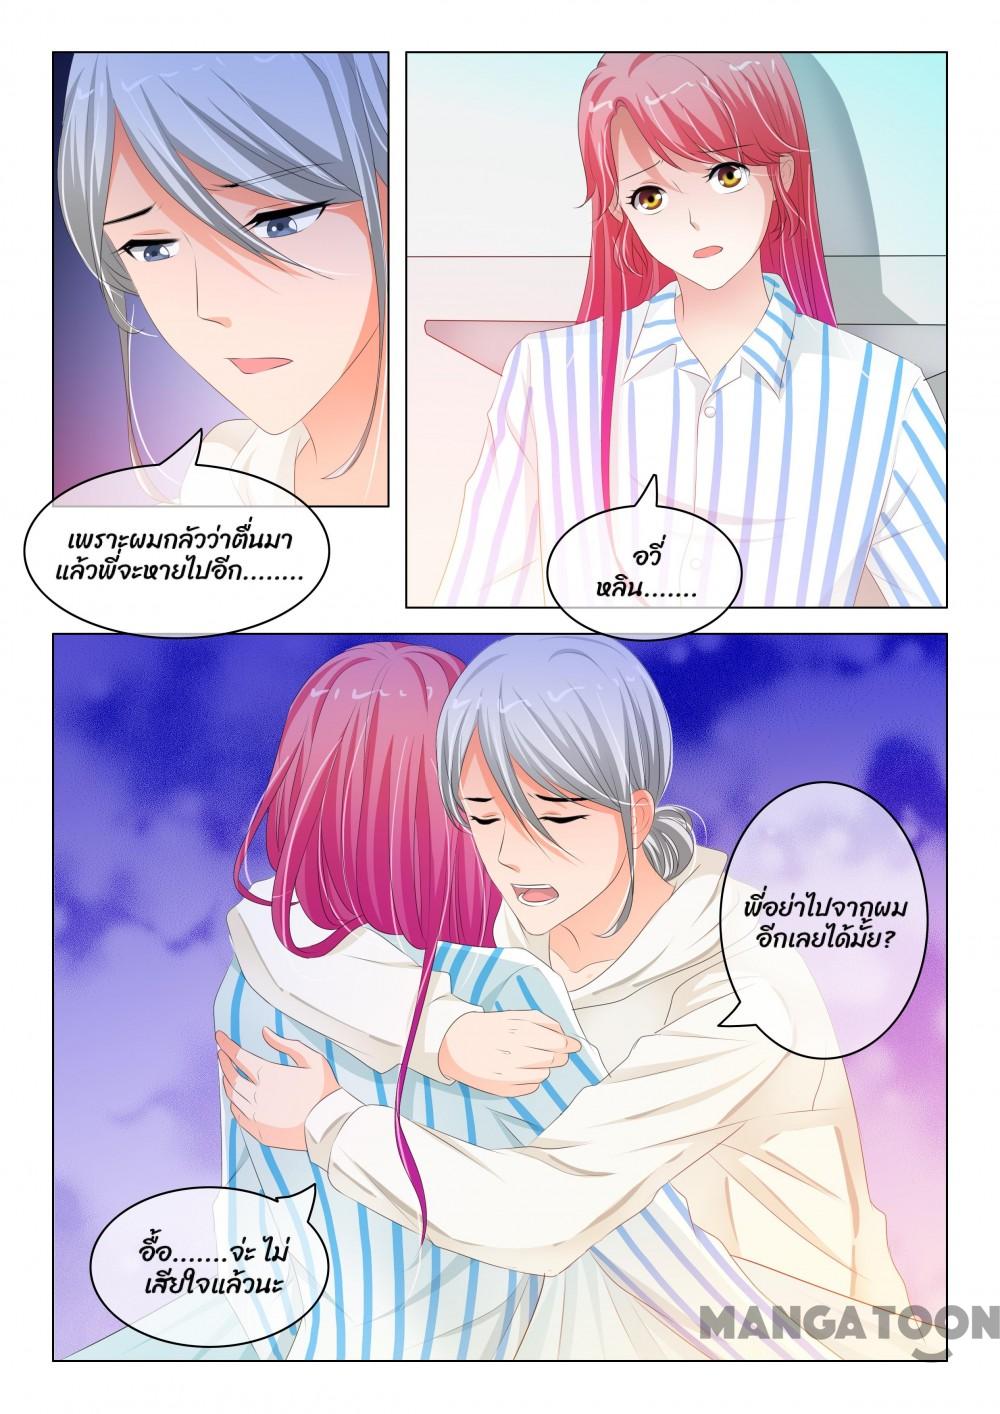 เพราะผมกลัวว่าตื่นมา
แล้วพี่จะหายไปอีก........
อวี่
หลิน.......
พี่อย่าไปจากผม
อีกเลยได้มั้ย?
อื้อ.......จ่ะ ไม่
เสียใจแล้วนะ
MANGATOON